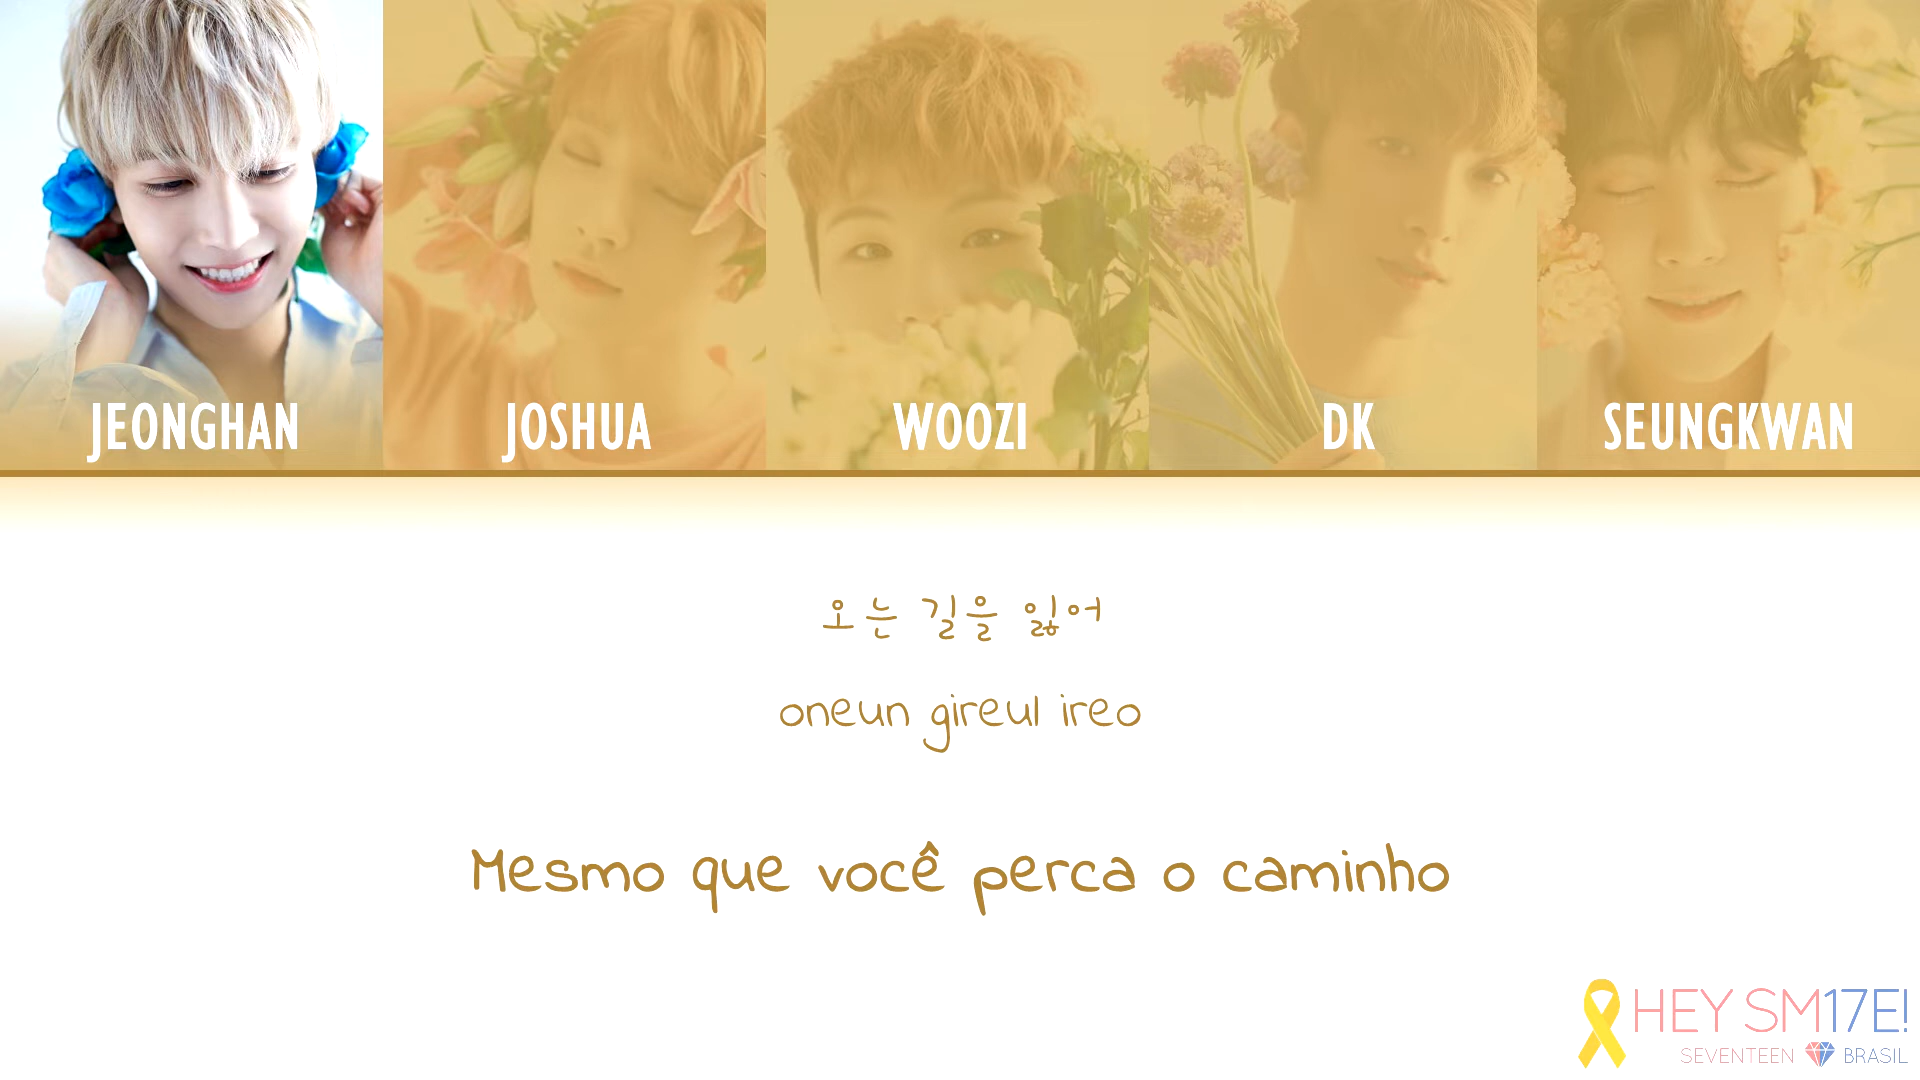 JEONGHAN JOSHUA WOOZI DK SEUNGKWAN
오는 길을 잃어
oneun gireul ireo
Mesmo que você perca o caminho
HEY SM17E!
SEVENTEEN BRASIL